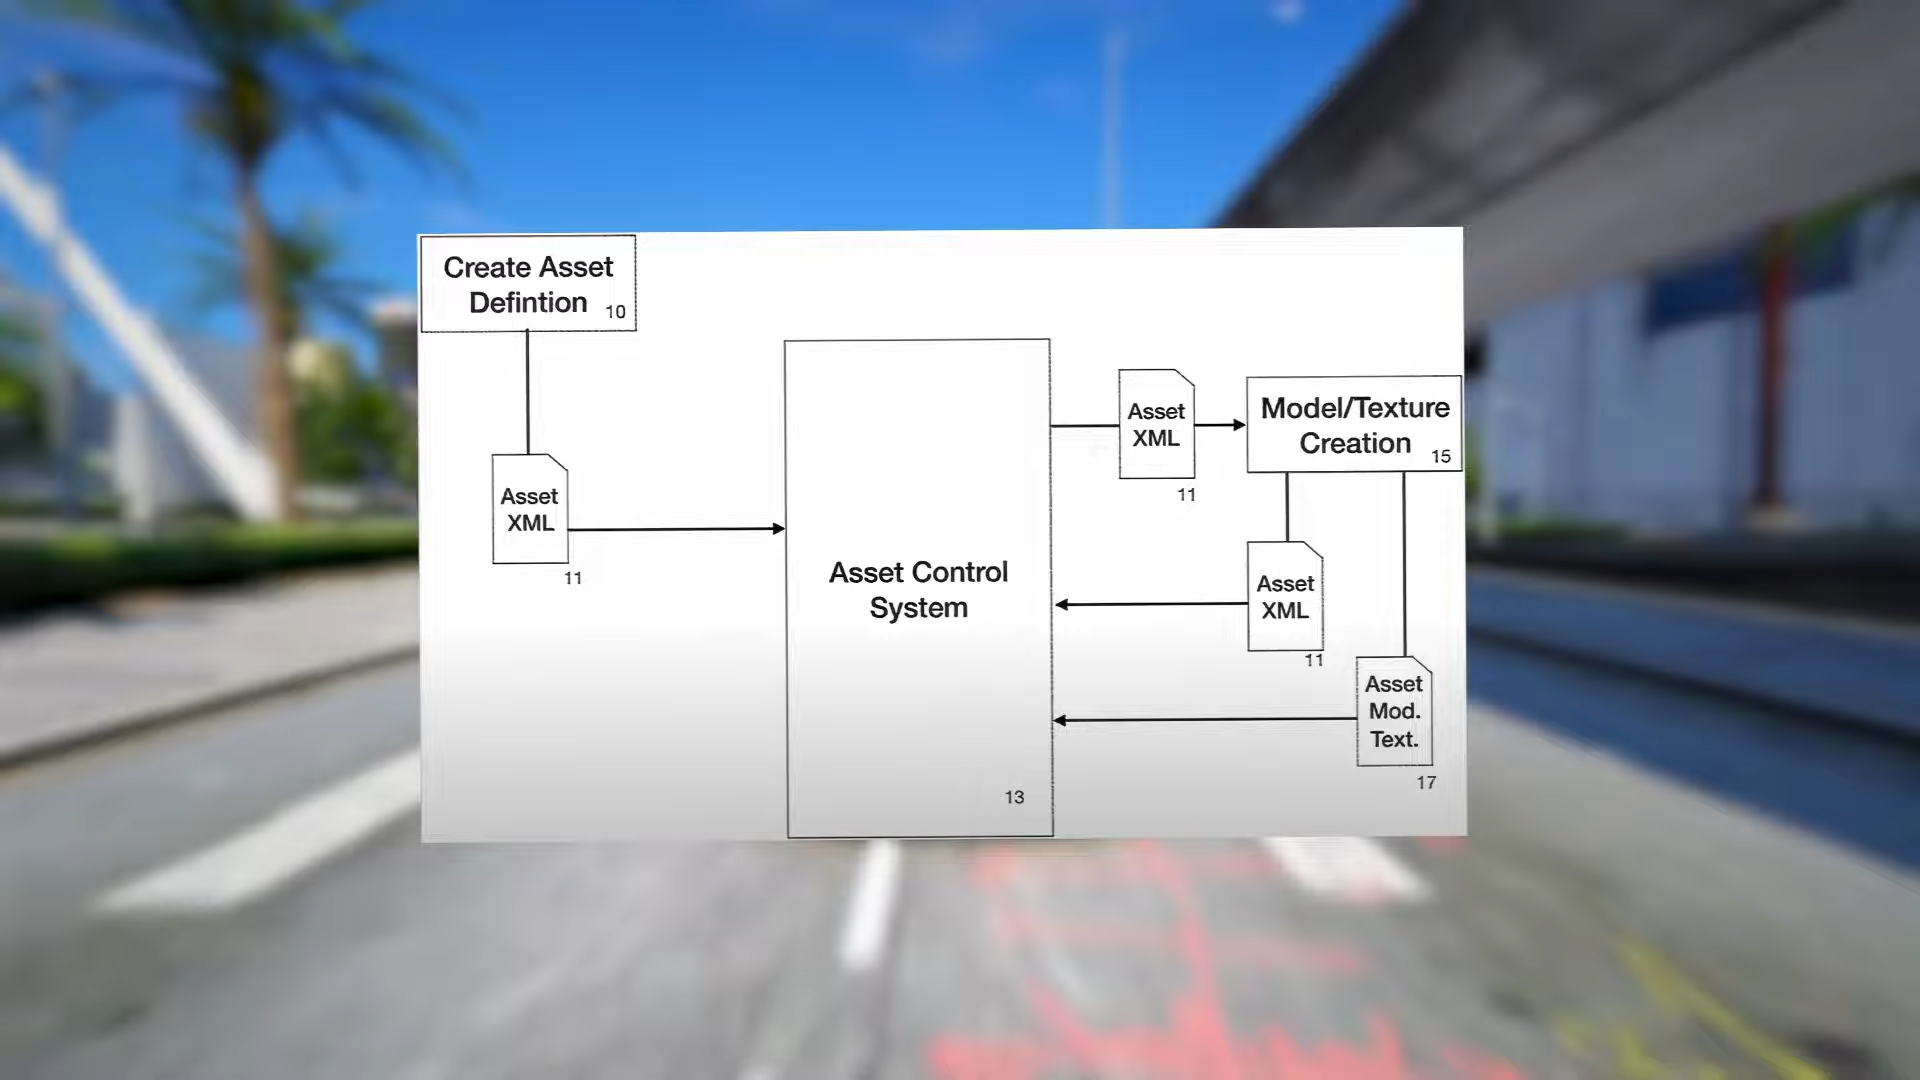 Create Asset
Defintion
10
Asset
XML
11
Asset Control
System
13
Asset
XML
11
Model/Texture
Creation
15
Asset
XML
11
Asset
Mod.
Text.
17